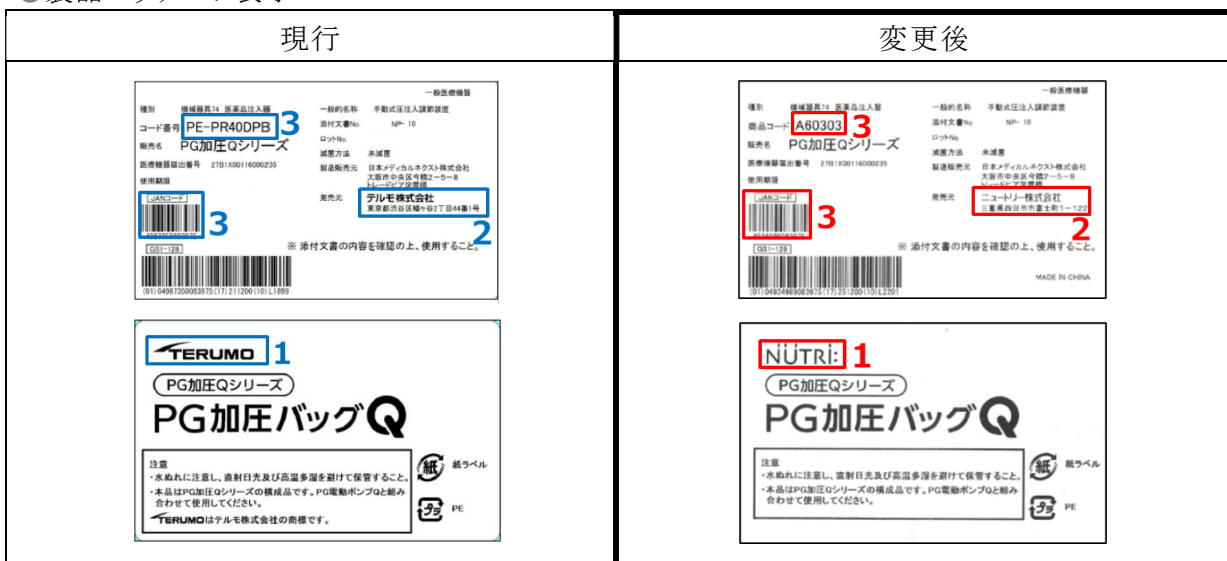 現行
変更後
一般医療機器
種別 機械器具74 医薬品注入器
一般的名称 手動式圧注入調節装置
コード番号 PE-PR40DPB 3
添付文書No. NP- 10
ロットNo.
販売名 PG加圧Qシリーズ
滅菌方法 未滅菌
医療機器届出番号 27B1X00116000235
製造販売元 日本メディカルネクスト株式会社
大阪市中央区今橋2-5-8
トレードピア淀屋橋
使用期限
JANコード
3
発売元 テルモ株式会社
東京都渋谷区幡ヶ谷2丁目44番1号
2
GS1-128
※ 添付文書の内容を確認の上、使用すること。
(01)04987350083975(17)211200(10)L1899
一般医療機器
種別 機械器具74 医薬品注入器
一般的名称 手動式圧注入調節装置
商品コード A60303 3
添付文書No NP- 10
ロットNo
販売名 PG加圧Qシリーズ
滅菌方法 未滅菌
医療機器届出番号 27B1X00116000235
製造販売元 日本メディカルネクスト株式会社
大阪市中央区今橋2-5-8
トレードピア淀屋橋
使用期限
JANコード
3
発売元 ニュートリー株式会社
三重県四日市市富士町1-122
2
GS1-128
※ 添付文書の内容を確認の上、使用すること。
MADE IN CHINA
(01)04934989083975(17)251200(10)L2201
TERUMO 1
PG加圧Qシリーズ
PG加圧バッグQ
注意
・水ぬれに注意し、直射日光及び高温多湿を避けて保管すること。
・本品はPG加圧Qシリーズの構成品です。PG電動ポンプQと組み
合わせて使用してください。
TERUMOはテルモ株式会社の商標です。
紙 紙ラベル
プラ PE
NUTRI: 1
PG加圧Qシリーズ
PG加圧バッグQ
注意
・水ぬれに注意し、直射日光及び高温多湿を避けて保管すること。
・本品はPG加圧Qシリーズの構成品です。PG電動ポンプQと組み
合わせて使用してください。
紙 紙ラベル
プラ PE